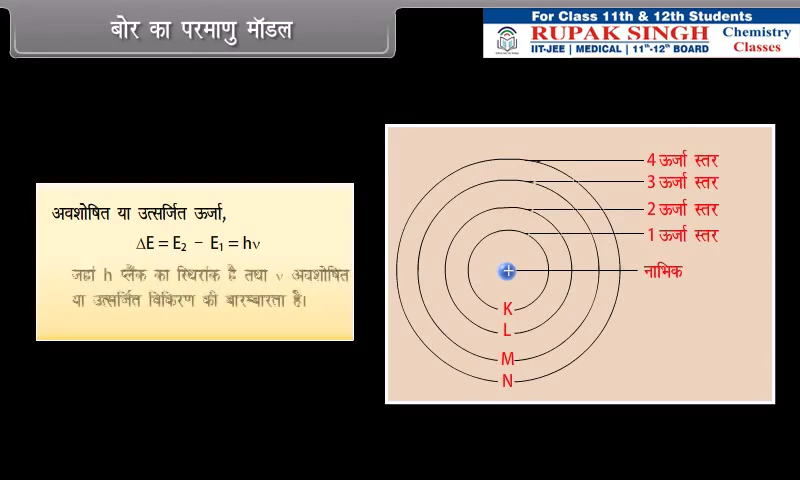 बोर का परमाणु मॉडल
For Class 11th & 12th Students
RUPAK SINGH
IIT-JEE | MEDICAL | 11th-12th BOARD
Chemistry
Classes
अवशोषित या उत्सर्जित ऊर्जा,
ΔE = E₂ − E₁ = hν
जहां h प्लैंक का स्थिरांक है तथा ν अवशोषित
या उत्सर्जित विकिरण की बारम्बारता है।
4 ऊर्जा स्तर
3 ऊर्जा स्तर
2 ऊर्जा स्तर
1 ऊर्जा स्तर
+
नाभिक
K
L
M
N